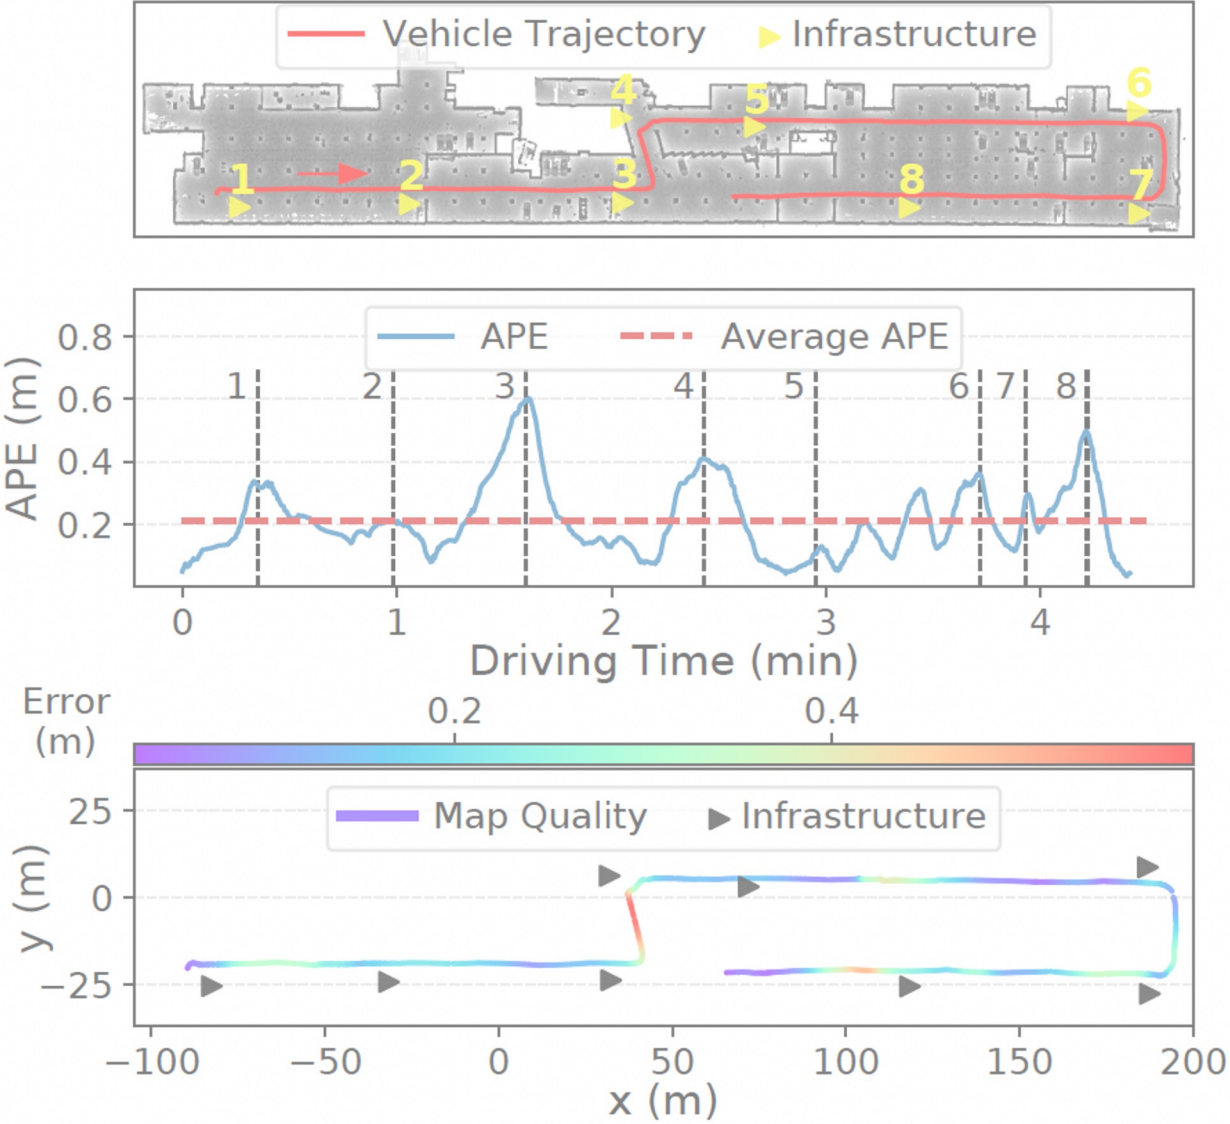 Vehicle Trajectory Infrastructure
4 5 6
1 2 3 8 7
APE Average APE
0.8
0.6
0.4
0.2
APE (m)
1 2 3 4 5 6 7 8
0 1 2 3 4
Driving Time (min)
Error
(m)
0.2 0.4
Map Quality Infrastructure
25
0
−25
y (m)
−100 −50 0 50 100 150 200
x (m)